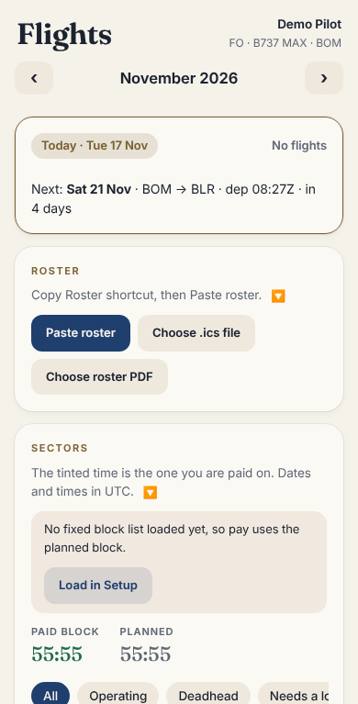 Flights
Demo Pilot
FO · B737 MAX · BOM
‹ November 2026 ›
Today · Tue 17 Nov
No flights
Next: Sat 21 Nov · BOM → BLR · dep 08:27Z · in
4 days
ROSTER
Copy Roster shortcut, then Paste roster. 🔽
Paste roster
Choose .ics file
Choose roster PDF
SECTORS
The tinted time is the one you are paid on. Dates
and times in UTC. 🔽
No fixed block list loaded yet, so pay uses the
planned block.
Load in Setup
PAID BLOCK
PLANNED
55:55
55:55
All
Operating
Deadhead
Needs a